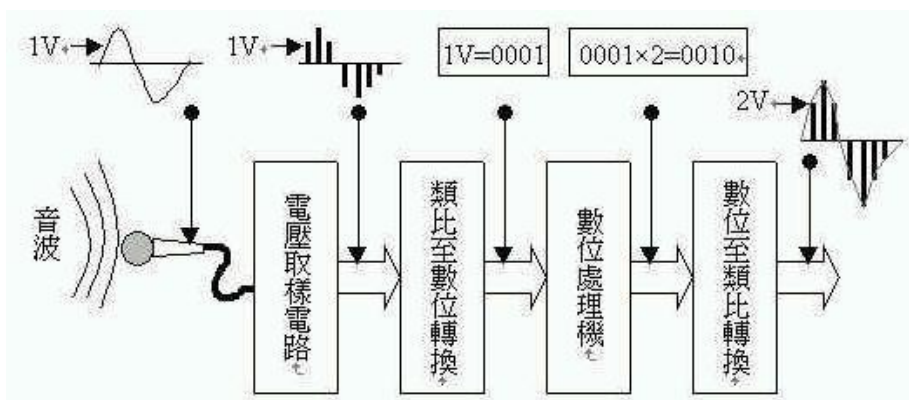 1V
1V
1V=0001
0001×2=0010
2V
音波
電壓取樣電路
類比至數位轉換
數位處理機
數位至類比轉換